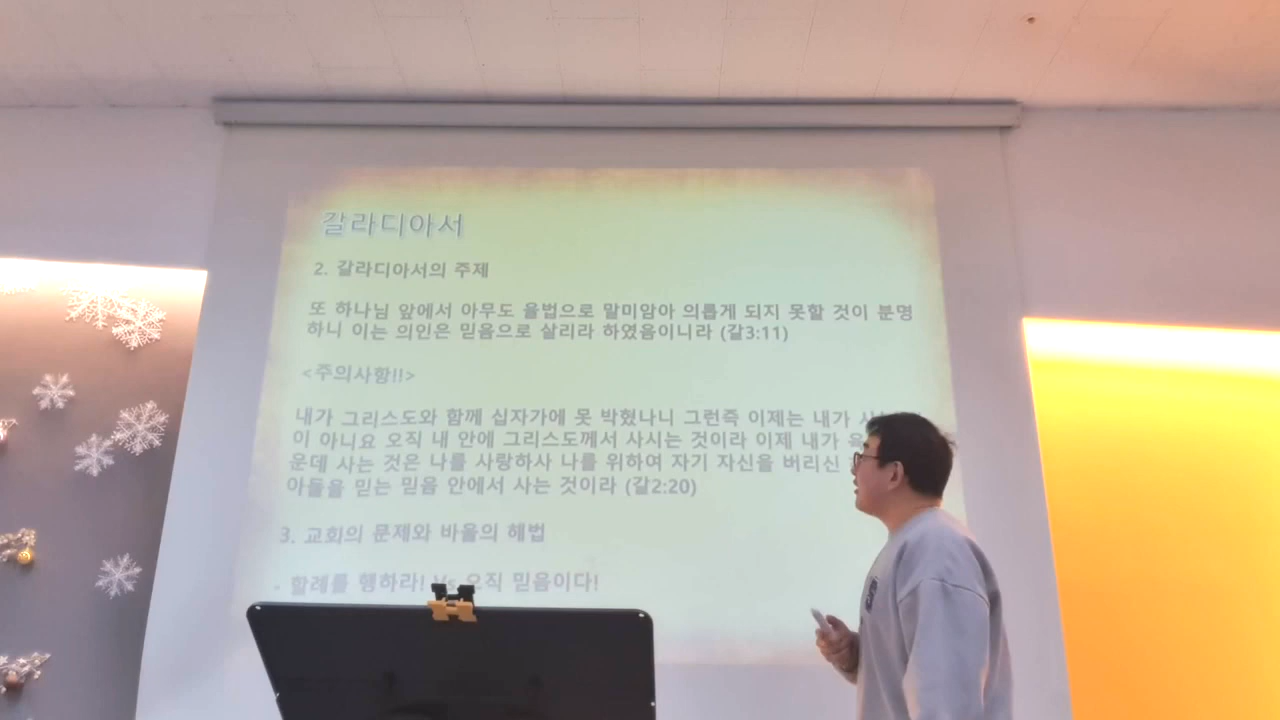 갈라디아서
2. 갈라디아서의 주제
또 하나님 앞에서 아무도 율법으로 말미암아 의롭게 되지 못할 것이 분명
하니 이는 의인은 믿음으로 살리라 하였음이니라 (갈3:11)
<주의사항!!>
내가 그리스도와 함께 십자가에 못 박혔나니 그런즉 이제는 내가
이 아니요 오직 내 안에 그리스도께서 사시는 것이라 이제 내가
운데 사는 것은 나를 사랑하사 나를 위하여 자기 자신을 버리신
아들을 믿는 믿음 안에서 사는 것이라 (갈2:20)
3. 교회의 문제와 바울의 해법
- 할례를 행하라! Vs 오직 믿음이다!